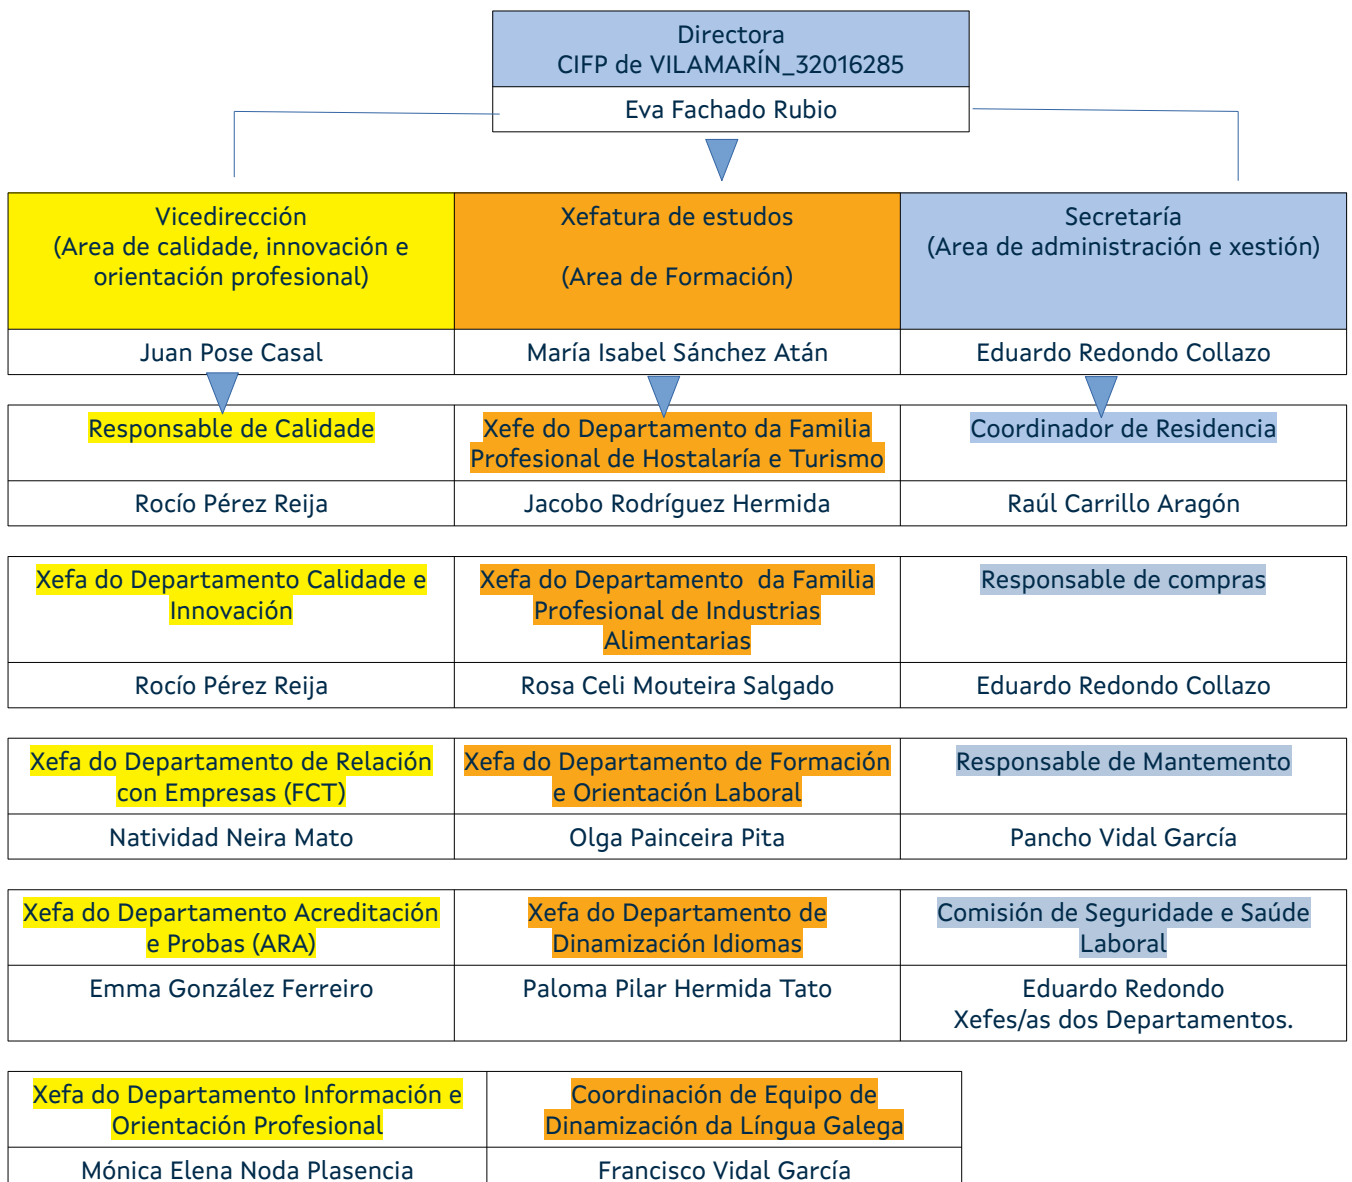 Directora
CIFP de VILAMARÍN_32016285
Eva Fachado Rubio
Vicedirección
(Area de calidade, innovación e
orientación profesional)
Xefatura de estudos
(Area de Formación)
Secretaría
(Area de administración e xestión)
Juan Pose Casal
María Isabel Sánchez Atán
Eduardo Redondo Collazo
Responsable de Calidade
Xefe do Departamento da Familia
Profesional de Hostalaría e Turismo
Coordinador de Residencia
Rocío Pérez Reija
Jacobo Rodríguez Hermida
Raúl Carrillo Aragón
Xefa do Departamento Calidade e
Innovación
Xefa do Departamento da Familia
Profesional de Industrias
Alimentarias
Responsable de compras
Rocío Pérez Reija
Rosa Celi Mouteira Salgado
Eduardo Redondo Collazo
Xefa do Departamento de Relación
con Empresas (FCT)
Xefa do Departamento de Formación
e Orientación Laboral
Responsable de Mantemento
Natividad Neira Mato
Olga Painceira Pita
Pancho Vidal García
Xefa do Departamento Acreditación
e Probas (ARA)
Xefa do Departamento de
Dinamización Idiomas
Comisión de Seguridade e Saúde
Laboral
Emma González Ferreiro
Paloma Pilar Hermida Tato
Eduardo Redondo
Xefes/as dos Departamentos.
Xefa do Departamento Información e
Orientación Profesional
Coordinación de Equipo de
Dinamización da Língua Galega
Mónica Elena Noda Plasencia
Francisco Vidal García